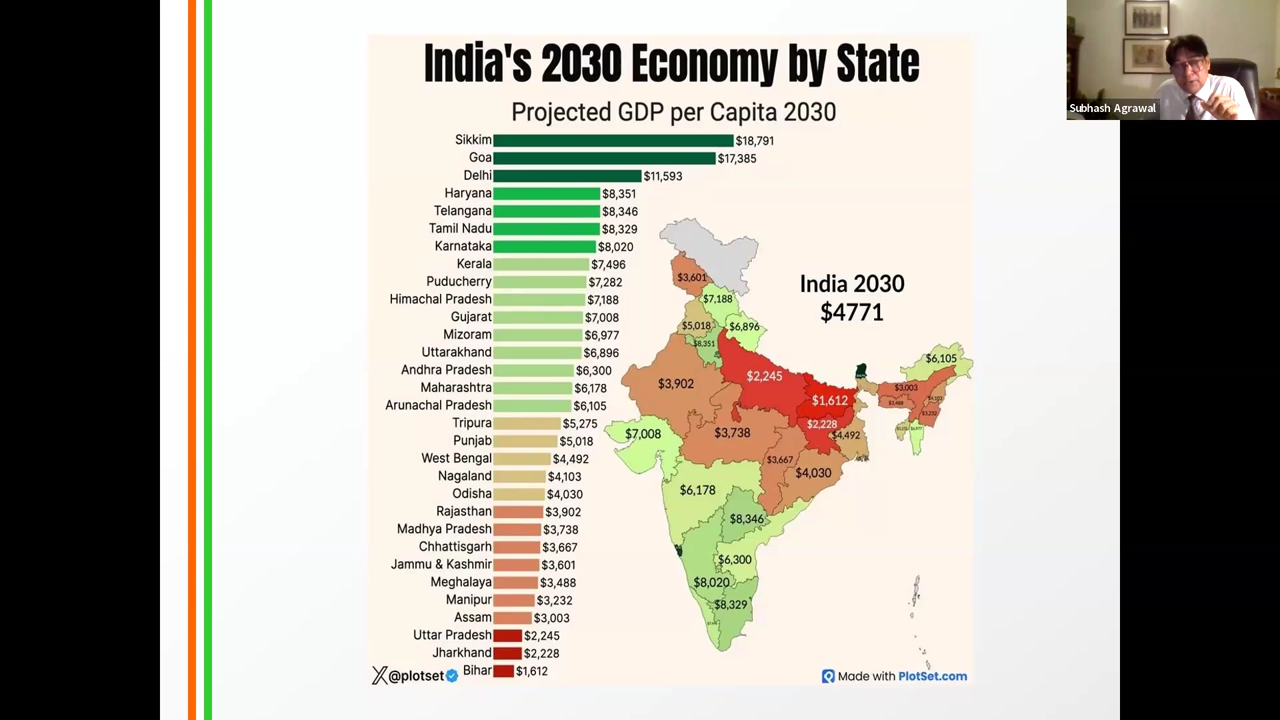 India's 2030 Economy by State
Projected GDP per Capita 2030
Sikkim $18,791
Goa $17,385
Delhi $11,593
Haryana $8,351
Telangana $8,346
Tamil Nadu $8,329
Karnataka $8,020
Kerala $7,496
Puducherry $7,282
Himachal Pradesh $7,188
Gujarat $7,008
Mizoram $6,977
Uttarakhand $6,896
Andhra Pradesh $6,300
Maharashtra $6,178
Arunachal Pradesh $6,105
Tripura $5,275
Punjab $5,018
West Bengal $4,492
Nagaland $4,103
Odisha $4,030
Rajasthan $3,902
Madhya Pradesh $3,738
Chhattisgarh $3,667
Jammu & Kashmir $3,601
Meghalaya $3,488
Manipur $3,232
Assam $3,003
Uttar Pradesh $2,245
Jharkhand $2,228
Bihar $1,612
India 2030
$4771
$3,601
$7,188
$5,018
$6,896
$8,351
$6,105
$2,245
$3,902
$1,612
$3,003
$3,488
$4,103
$3,232
$2,228
$7,008
$3,738
$4,492
$3,667
$4,030
$6,178
$8,346
$6,300
$8,020
$8,329
X@plotset
Made with PlotSet.com
Subhash Agrawal